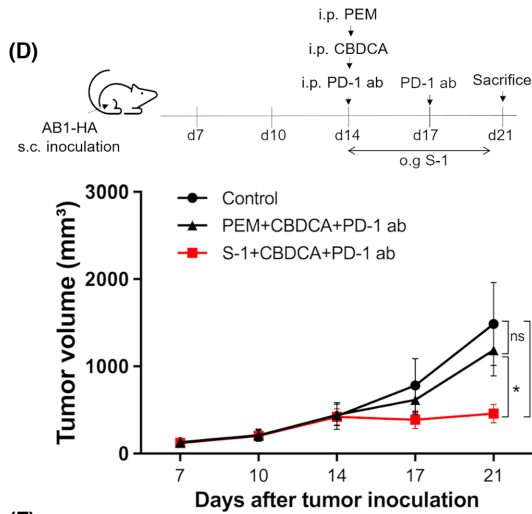 (D)
i.p. PEM
i.p. CBDCA
i.p. PD-1 ab
PD-1 ab
Sacrifice
AB1-HA
s.c. inoculation
d7
d10
d14
d17
d21
o.g S-1
Tumor volume (mm³)
3000
2000
1000
0
Control
PEM+CBDCA+PD-1 ab
S-1+CBDCA+PD-1 ab
ns
*
7
10
14
17
21
Days after tumor inoculation